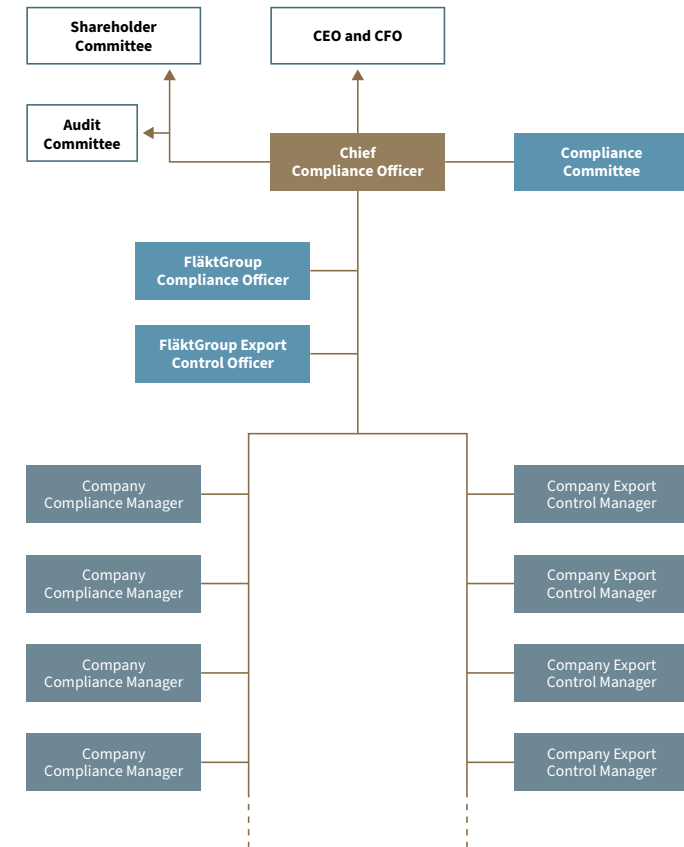 Shareholder
Committee
CEO and CFO
Audit
Committee
Chief
Compliance Officer
Compliance
Committee
FläktGroup
Compliance Officer
FläktGroup Export
Control Officer
Company
Compliance Manager
Company Export
Control Manager
Company
Compliance Manager
Company Export
Control Manager
Company
Compliance Manager
Company Export
Control Manager
Company
Compliance Manager
Company Export
Control Manager